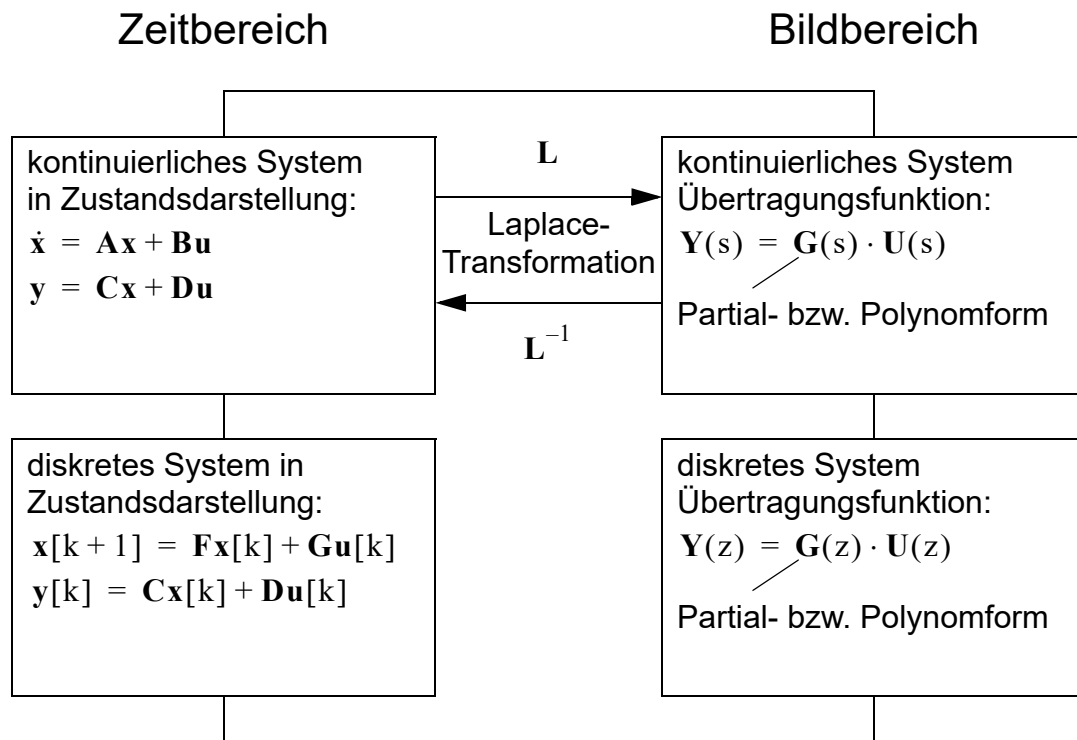 Zeitbereich
Bildbereich
kontinuierliches System
in Zustandsdarstellung:
ẋ = Ax + Bu
y = Cx + Du
L
Laplace-
Transformation
L⁻¹
kontinuierliches System
Übertragungsfunktion:
Y(s) = G(s) · U(s)
Partial- bzw. Polynomform
diskretes System in
Zustandsdarstellung:
x[k + 1] = Fx[k] + Gu[k]
y[k] = Cx[k] + Du[k]
diskretes System
Übertragungsfunktion:
Y(z) = G(z) · U(z)
Partial- bzw. Polynomform